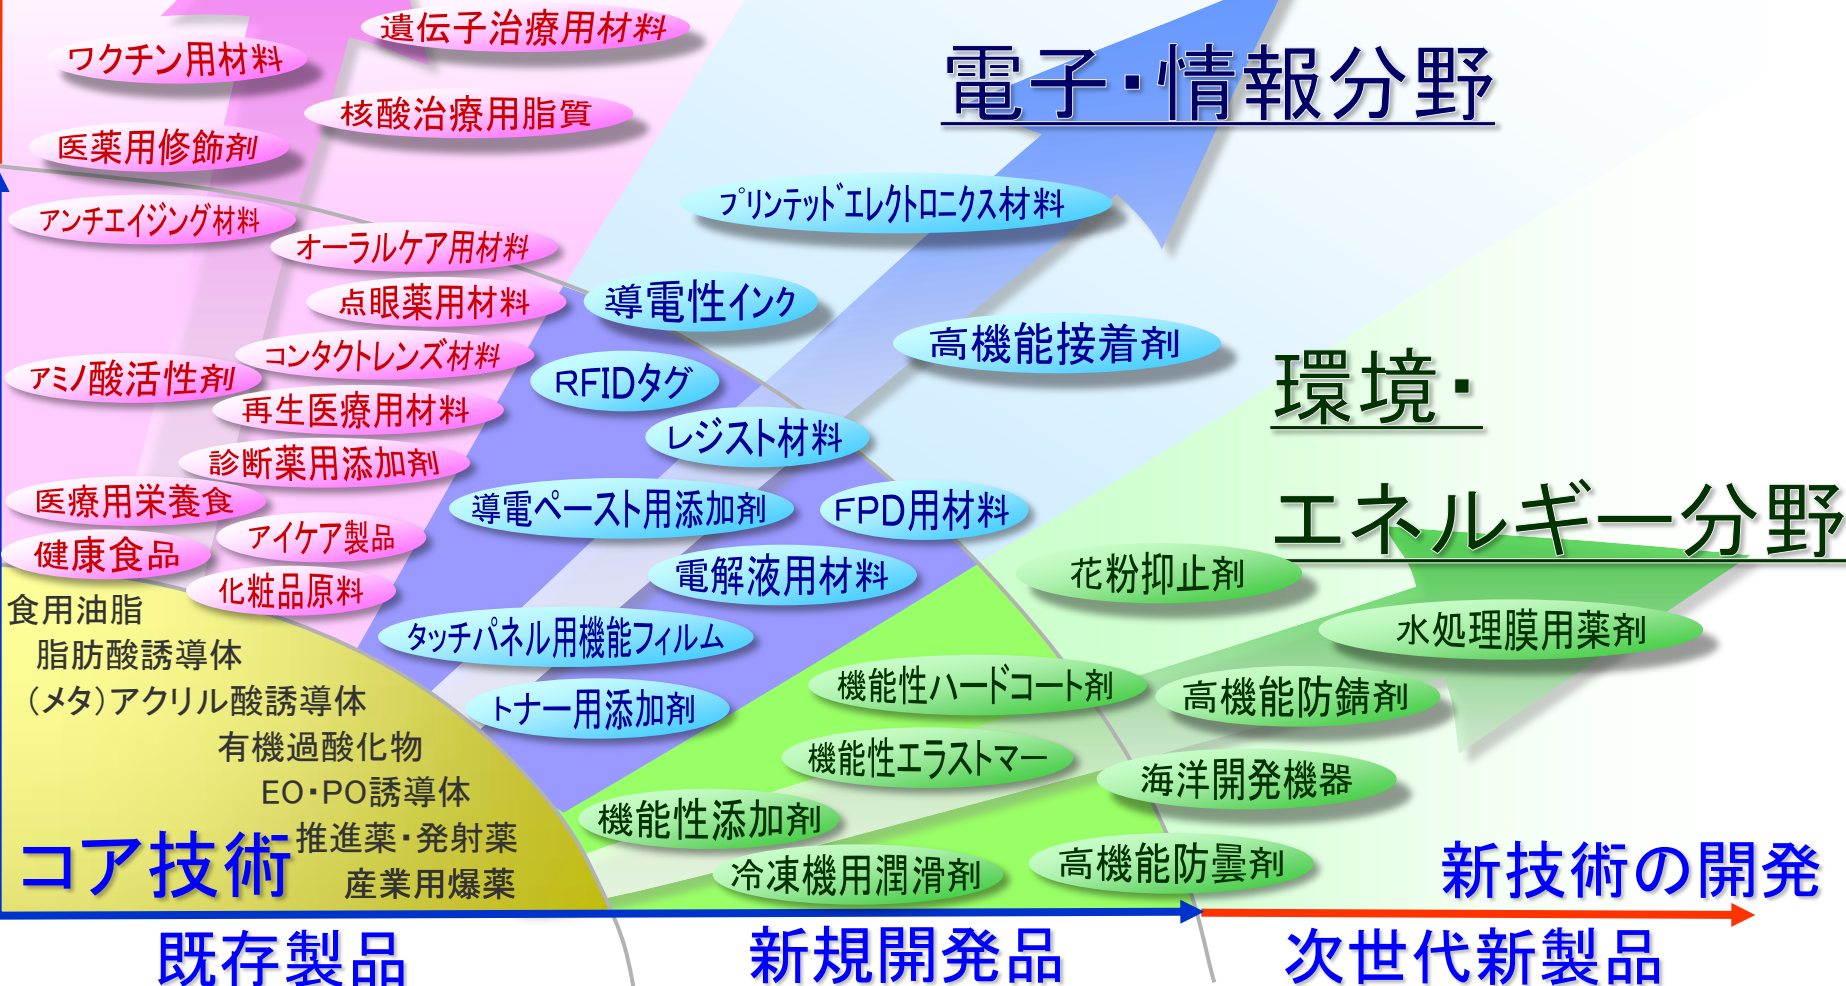 遺伝子治療用材料
ワクチン用材料
核酸治療用脂質
医薬用修飾剤
アンチエイジング材料
オーラルケア用材料
点眼薬用材料
コンタクトレンズ材料
アミノ酸活性剤
再生医療用材料
診断薬用添加剤
医療用栄養食
アイケア製品
健康食品
化粧品原料
電子・情報分野
プリンテッドエレクトロニクス材料
導電性インク
高機能接着剤
RFIDタグ
レジスト材料
導電ペースト用添加剤
FPD用材料
電解液用材料
タッチパネル用機能フィルム
トナー用添加剤
環境・
エネルギー分野
花粉抑止剤
水処理膜用薬剤
機能性ハードコート剤
高機能防錆剤
機能性エラストマー
海洋開発機器
機能性添加剤
冷凍機用潤滑剤
高機能防曇剤
食用油脂
脂肪酸誘導体
(メタ)アクリル酸誘導体
有機過酸化物
EO・PO誘導体
推進薬・発射薬
産業用爆薬
コア技術
新技術の開発
既存製品
新規開発品
次世代新製品